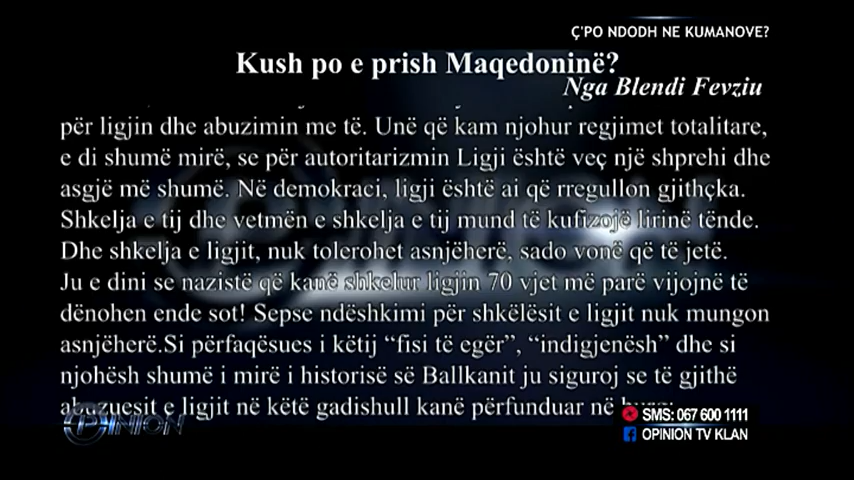 Ç'PO NDODH NE KUMANOVE?
Kush po e prish Maqedoninë?
Nga Blendi Fevziu
për ligjin dhe abuzimin me të. Unë që kam njohur regjimet totalitare,
e di shumë mirë, se për autoritarizmin Ligji është veç një shprehi dhe
asgjë më shumë. Në demokraci, ligji është ai që rregullon gjithçka.
Shkelja e tij dhe vetmën e shkelja e tij mund të kufizojë lirinë tënde.
Dhe shkelja e ligjit, nuk tolerohet asnjëherë, sado vonë që të jetë.
Ju e dini se nazistë që kanë shkelur ligjin 70 vjet më parë vijojnë të
dënohen ende sot! Sepse ndëshkimi për shkëlësit e ligjit nuk mungon
asnjëherë.Si përfaqësues i këtij “fisi të egër”, “indigjenësh” dhe si
njohësh shumë i mirë i historisë së Ballkanit ju siguroj se të gjithë
abuzuesit e ligjit në këtë gadishull kanë përfunduar në
OPINION
SMS: 067 600 1111
OPINION TV KLAN